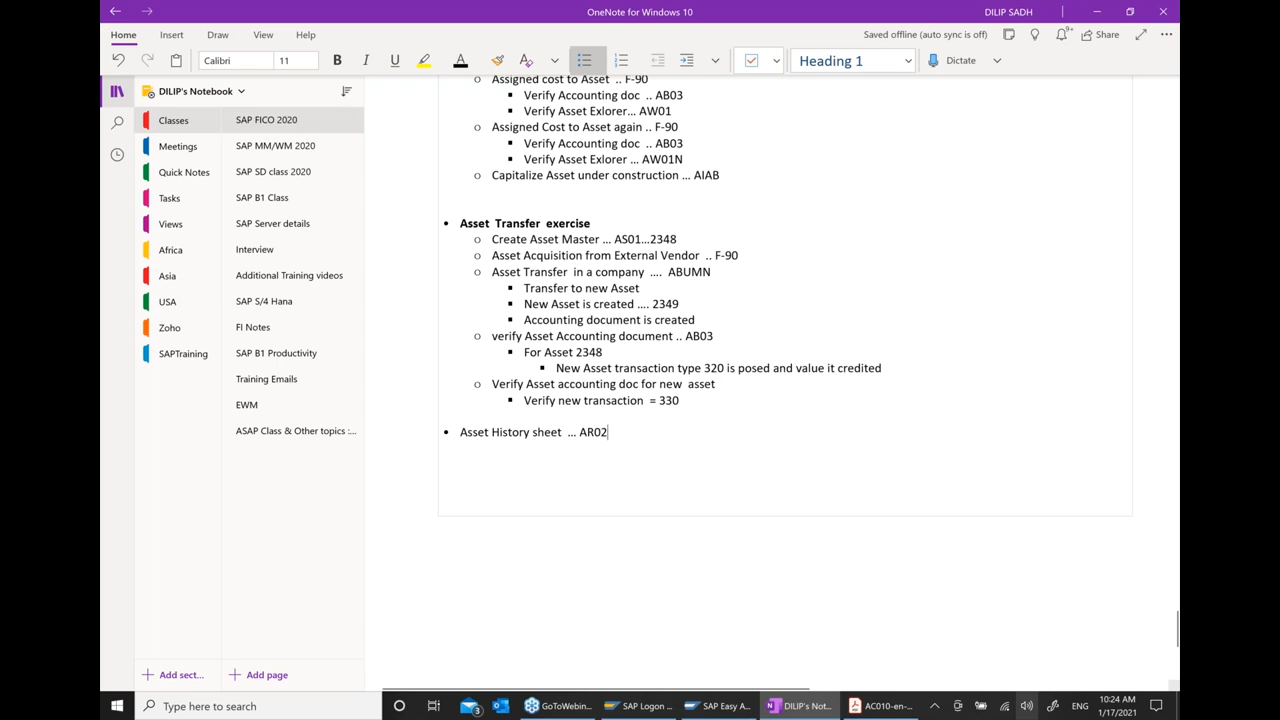 OneNote for Windows 10
DILIP SADH
Home
Insert
Draw
View
Help
Saved offline (auto sync is off)
9+
Share
Calibri
11
B
I
U
A
Heading 1
Dictate
DILIP's Notebook
Classes
Meetings
Quick Notes
Tasks
Views
Africa
Asia
USA
Zoho
SAPTraining
Add sect...
SAP FICO 2020
SAP MM/WM 2020
SAP SD class 2020
SAP B1 Class
SAP Server details
Interview
Additional Training videos
SAP S/4 Hana
FI Notes
SAP B1 Productivity
Training Emails
EWM
ASAP Class & Other topics :...
Add page
o Assigned cost to Asset .. F-90
▪ Verify Accounting doc .. AB03
▪ Verify Asset Exlorer... AW01
o Assigned Cost to Asset again .. F-90
▪ Verify Accounting doc .. AB03
▪ Verify Asset Exlorer ... AW01N
o Capitalize Asset under construction ... AIAB
• Asset Transfer exercise
o Create Asset Master ... AS01...2348
o Asset Acquisition from External Vendor .. F-90
o Asset Transfer in a company .... ABUMN
▪ Transfer to new Asset
▪ New Asset is created .... 2349
▪ Accounting document is created
o verify Asset Accounting document .. AB03
▪ For Asset 2348
▪ New Asset transaction type 320 is posed and value it credited
o Verify Asset accounting doc for new asset
▪ Verify new transaction = 330
• Asset History sheet ... AR02
Type here to search
3
GoToWebin...
SAP Logon ...
SAP Easy A...
DILIP's Not...
AC010-en-...
ENG
10:24 AM
1/17/2021